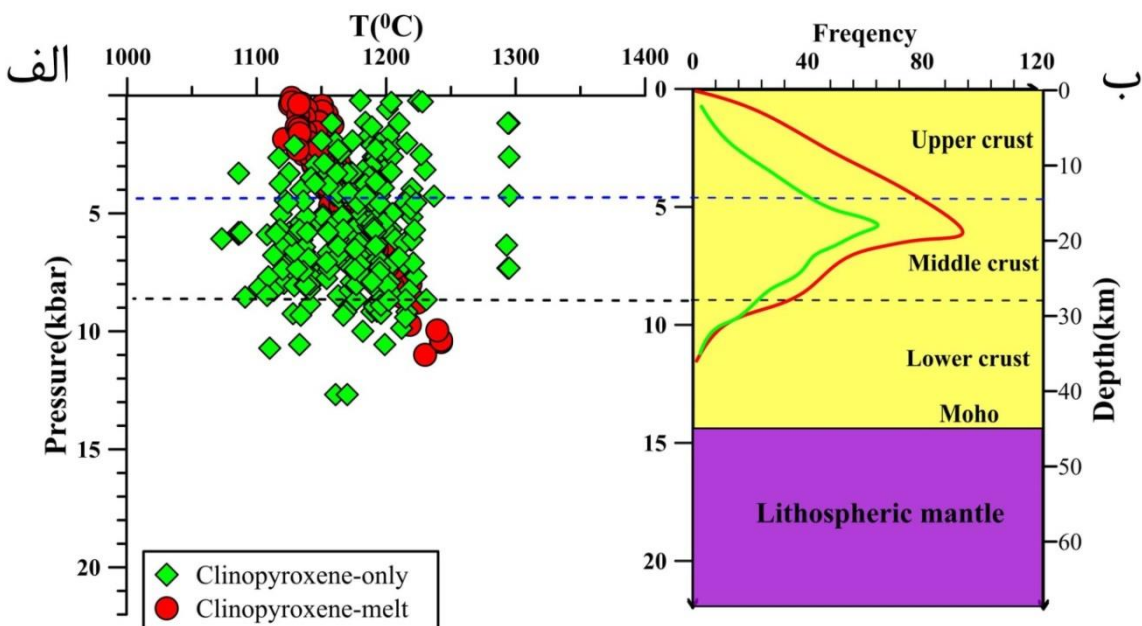 الف
T(⁰C)
1000 1100 1200 1300 1400
Pressure(kbar)
5
10
15
20
Clinopyroxene-only
Clinopyroxene-melt
ب
Freqency
0 40 80 120
0
5
10
15
20
Upper crust
Middle crust
Lower crust
Moho
Lithospheric mantle
0
10
20
30
40
50
60
Depth(km)